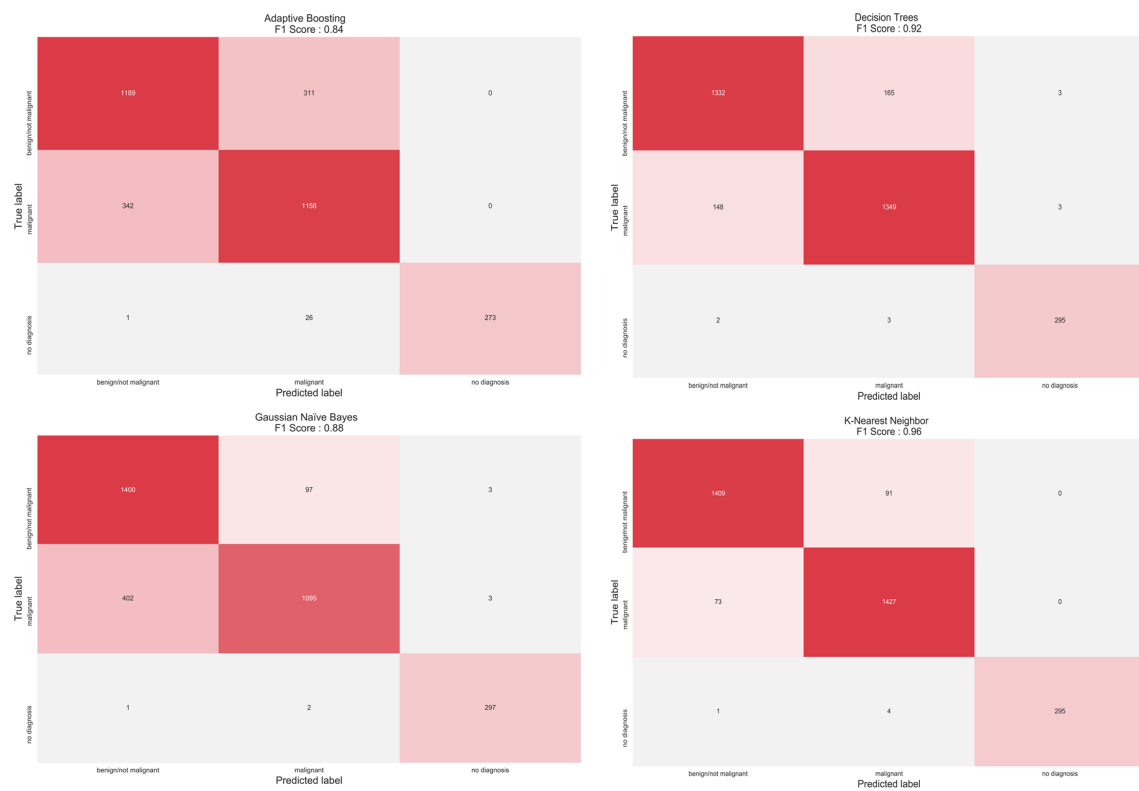 Adaptive Boosting
F1 Score : 0.84
True label
benign/not malignant
1189
311
0
malignant
342
1158
0
no diagnosis
1
26
273
benign/not malignant
malignant
no diagnosis
Predicted label
Decision Trees
F1 Score : 0.92
True label
benign/not malignant
1332
165
3
malignant
148
1349
3
no diagnosis
2
3
295
benign/not malignant
malignant
no diagnosis
Predicted label
Gaussian Naïve Bayes
F1 Score : 0.88
True label
benign/not malignant
1400
97
3
malignant
402
1095
3
no diagnosis
1
2
297
benign/not malignant
malignant
no diagnosis
Predicted label
K-Nearest Neighbor
F1 Score : 0.96
True label
benign/not malignant
1409
91
0
malignant
73
1427
0
no diagnosis
1
4
295
benign/not malignant
malignant
no diagnosis
Predicted label